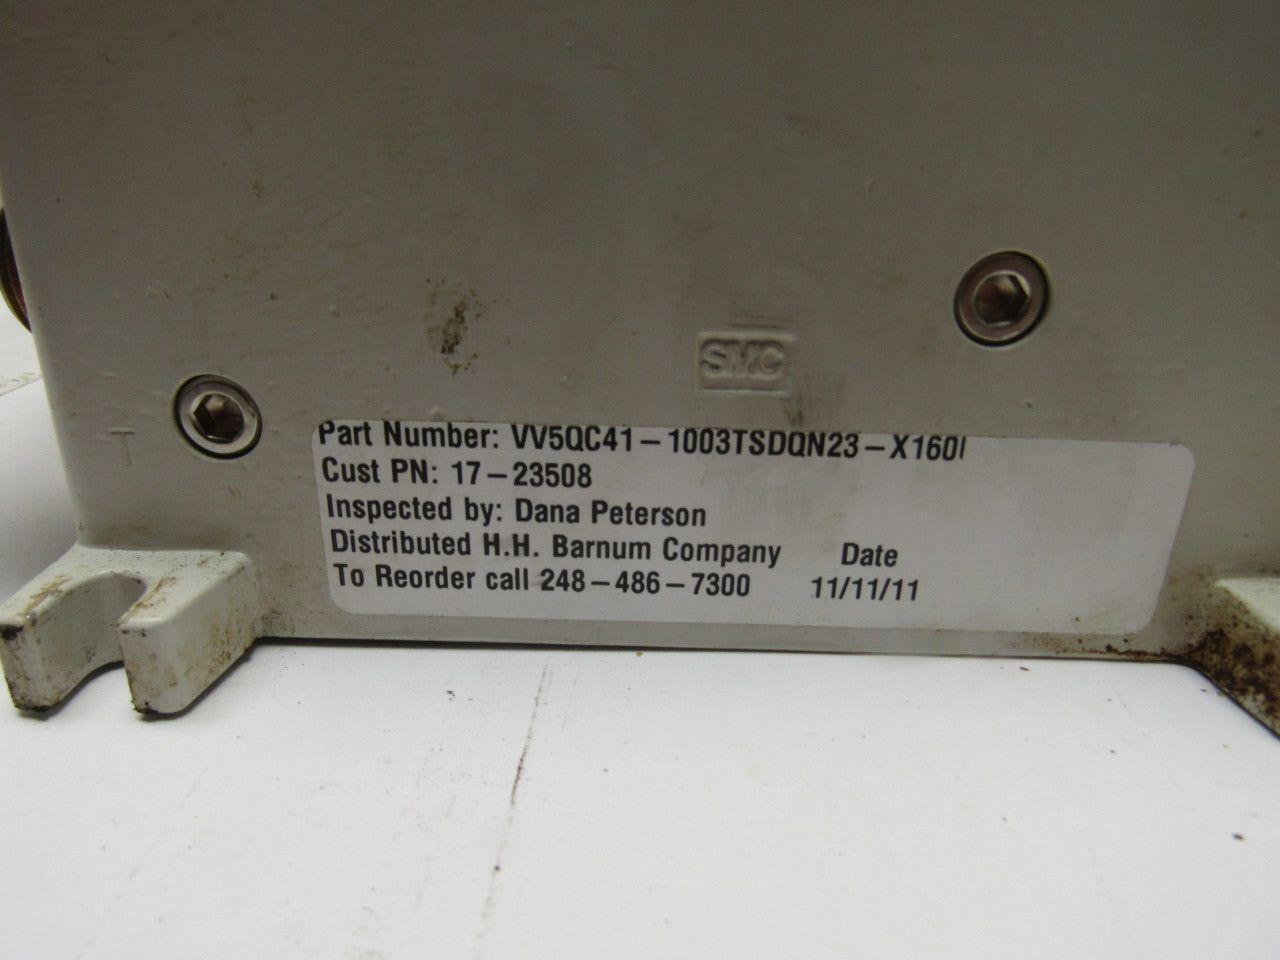 SMC
T
Part Number: VV5QC41-1003TSDQN23-X160I
Cust PN: 17-23508
Inspected by: Dana Peterson
Distributed H.H. Barnum Company Date
To Reorder call 248-486-7300 11/11/11